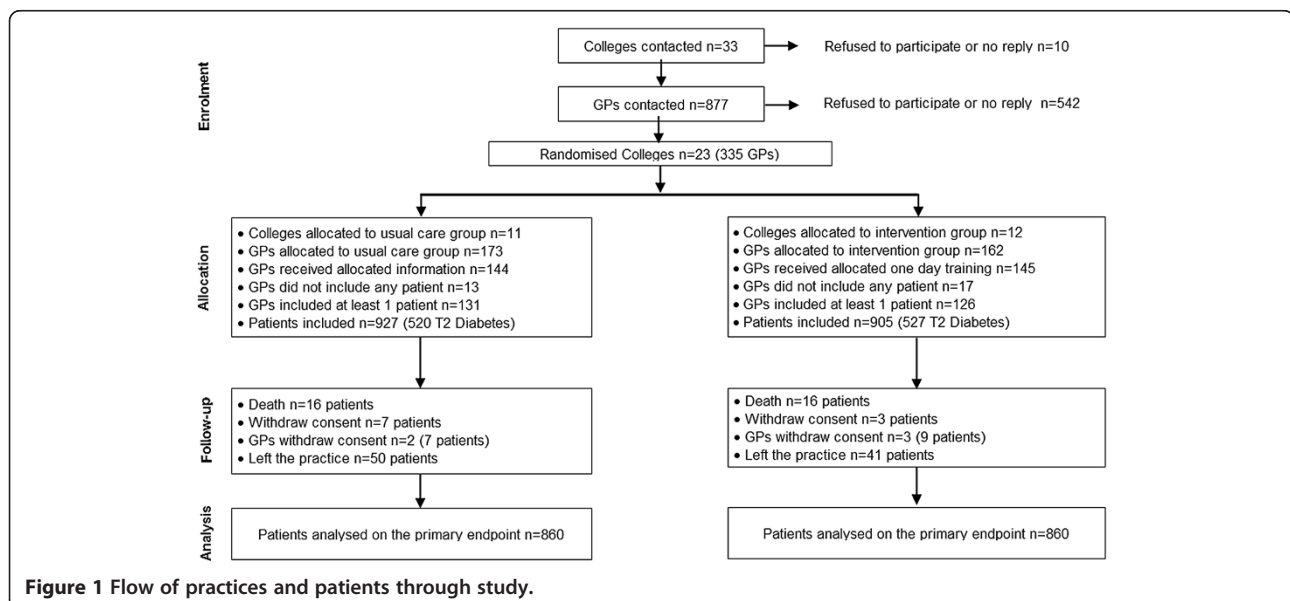 Colleges contacted n=33
Refused to participate or no reply n=10
Enrolment
GPs contacted n=877
Refused to participate or no reply n=542
Randomised Colleges n=23 (335 GPs)
Allocation
• Colleges allocated to usual care group n=11
• GPs allocated to usual care group n=173
• GPs received allocated information n=144
• GPs did not include any patient n=13
• GPs included at least 1 patient n=131
• Patients included n=927 (520 T2 Diabetes)
• Colleges allocated to intervention group n=12
• GPs allocated to intervention group n=162
• GPs received allocated one day training n=145
• GPs did not include any patient n=17
• GPs included at least 1 patient n=126
• Patients included n=905 (527 T2 Diabetes)
Follow-up
• Death n=16 patients
• Withdraw consent n=7 patients
• GPs withdraw consent n=2 (7 patients)
• Left the practice n=50 patients
• Death n=16 patients
• Withdraw consent n=3 patients
• GPs withdraw consent n=3 (9 patients)
• Left the practice n=41 patients
Analysis
Patients analysed on the primary endpoint n=860
Patients analysed on the primary endpoint n=860
Figure 1 Flow of practices and patients through study.